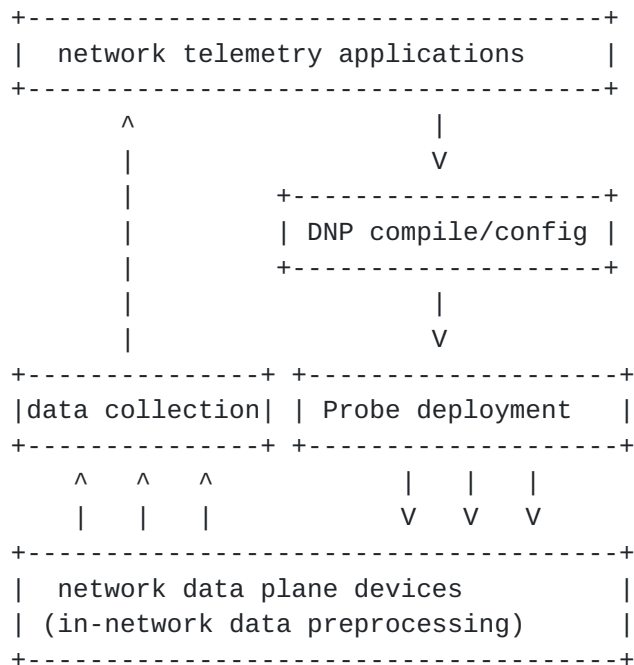 network telemetry applications
DNP compile/config
data collection
Probe deployment
network data plane devices
(in-network data preprocessing)